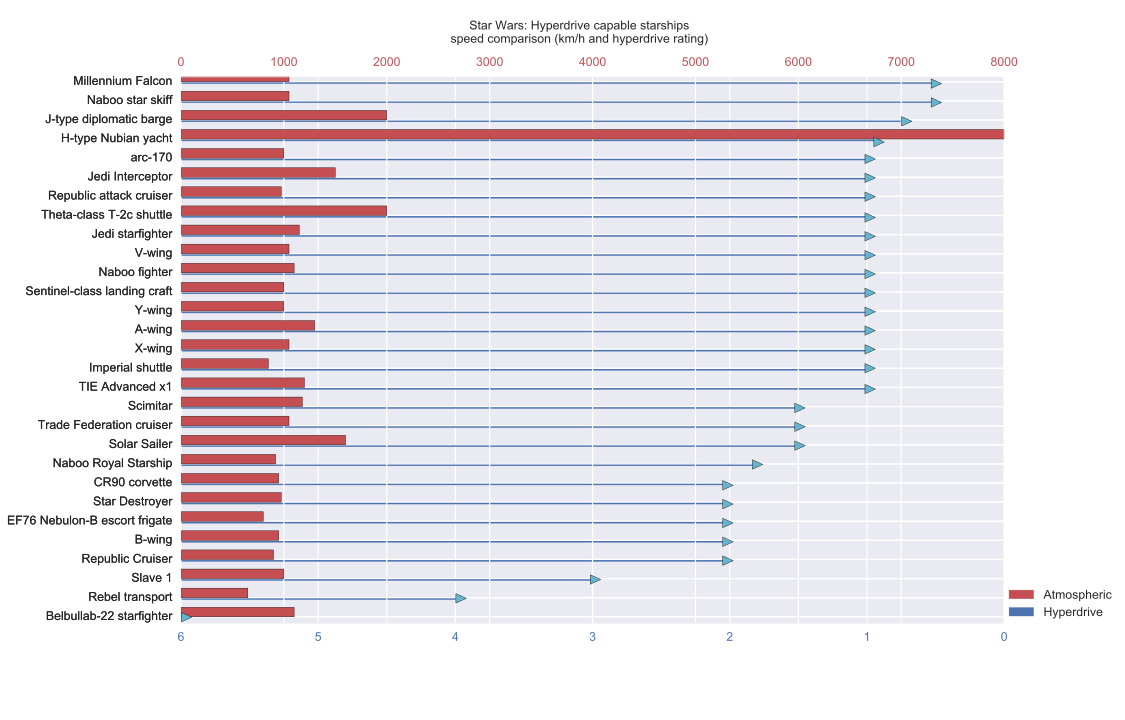 Star Wars: Hyperdrive capable starships
speed comparison (km/h and hyperdrive rating)
0 1000 2000 3000 4000 5000 6000 7000 8000
Millennium Falcon
Naboo star skiff
J-type diplomatic barge
H-type Nubian yacht
arc-170
Jedi Interceptor
Republic attack cruiser
Theta-class T-2c shuttle
Jedi starfighter
V-wing
Naboo fighter
Sentinel-class landing craft
Y-wing
A-wing
X-wing
Imperial shuttle
TIE Advanced x1
Scimitar
Trade Federation cruiser
Solar Sailer
Naboo Royal Starship
CR90 corvette
Star Destroyer
EF76 Nebulon-B escort frigate
B-wing
Republic Cruiser
Slave 1
Rebel transport
Belbullab-22 starfighter
Atmospheric
Hyperdrive
6 5 4 3 2 1 0